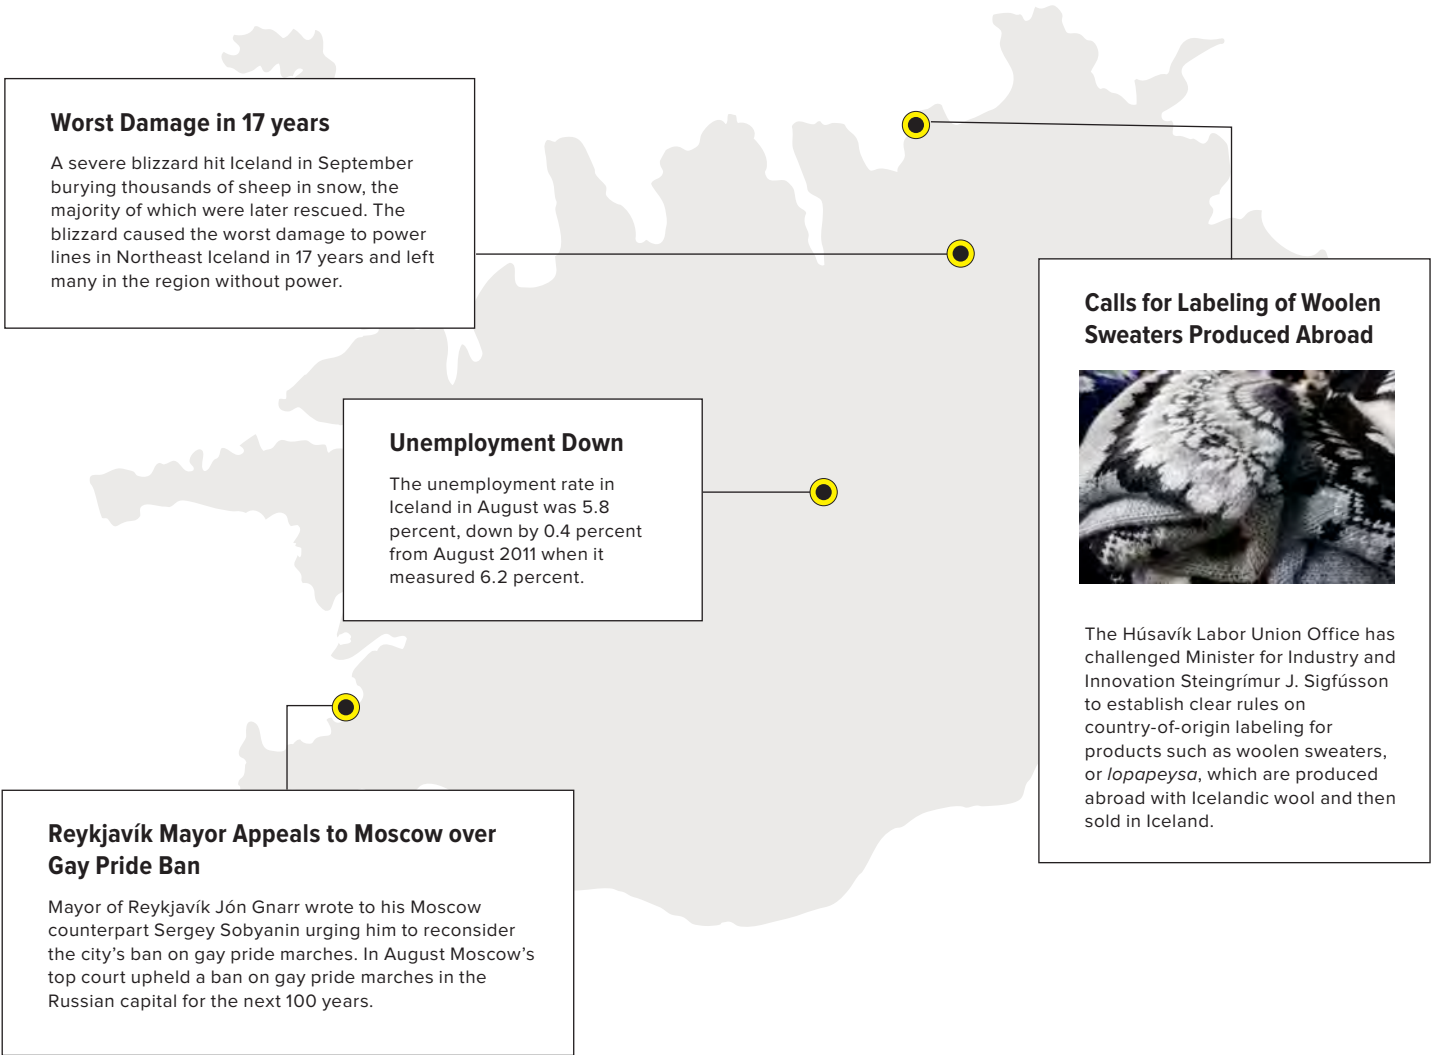 Worst Damage in 17 years
A severe blizzard hit Iceland in September
burying thousands of sheep in snow, the
majority of which were later rescued. The
blizzard caused the worst damage to power
lines in Northeast Iceland in 17 years and left
many in the region without power.
Calls for Labeling of Woolen
Sweaters Produced Abroad
The Húsavík Labor Union Office has
challenged Minister for Industry and
Innovation Steingrímur J. Sigfússon
to establish clear rules on
country-of-origin labeling for
products such as woolen sweaters,
or lopapeysa, which are produced
abroad with Icelandic wool and then
sold in Iceland.
Unemployment Down
The unemployment rate in
Iceland in August was 5.8
percent, down by 0.4 percent
from August 2011 when it
measured 6.2 percent.
Reykjavík Mayor Appeals to Moscow over
Gay Pride Ban
Mayor of Reykjavík Jón Gnarr wrote to his Moscow
counterpart Sergey Sobyanin urging him to reconsider
the city’s ban on gay pride marches. In August Moscow’s
top court upheld a ban on gay pride marches in the
Russian capital for the next 100 years.